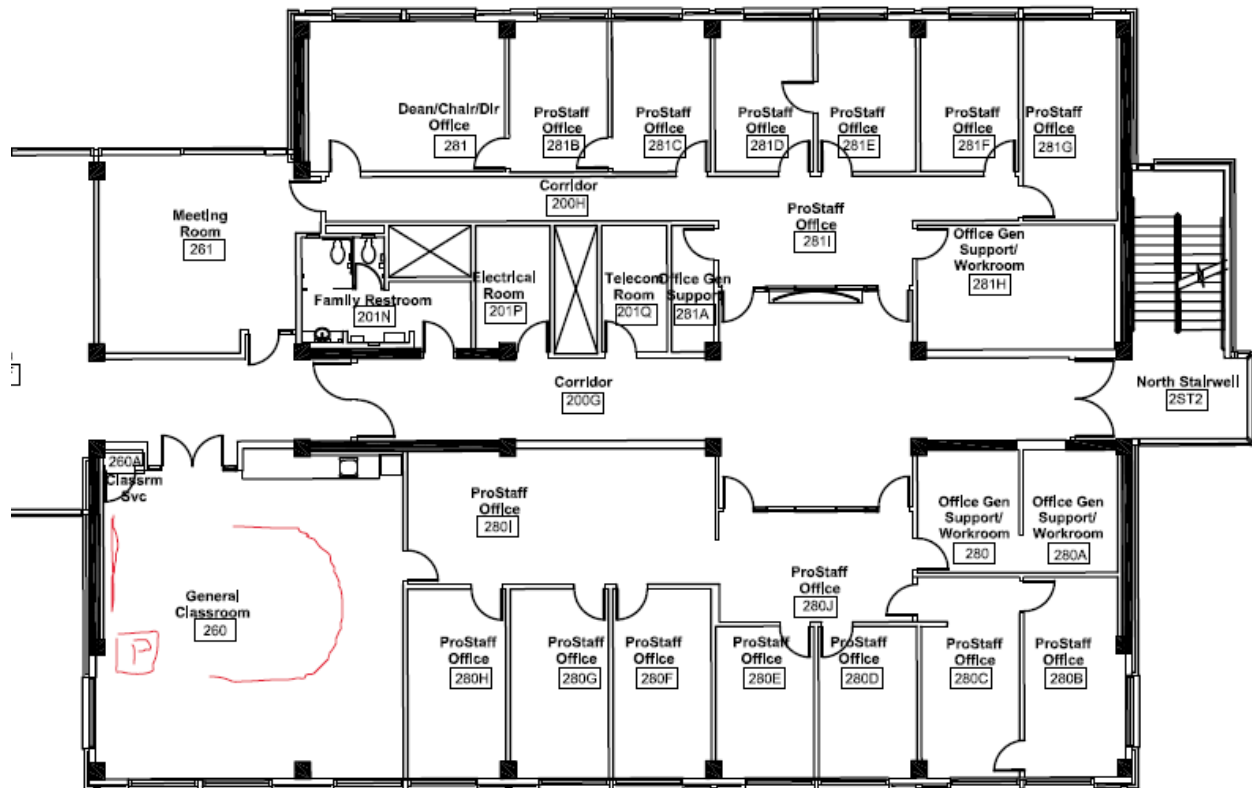 Dean/Chair/Dir
Office
281
ProStaff
Office
281B
ProStaff
Office
281C
ProStaff
Office
281D
ProStaff
Office
281E
ProStaff
Office
281F
ProStaff
Office
281G
Meeting
Room
261
Corridor
200H
ProStaff
Office
281I
Office Gen
Support/
Workroom
281H
Family Restroom
201N
Electrical
Room
201P
Telecom
Room
201Q
Office Gen
Support
281A
Corridor
200G
North Stairwell
2ST2
260A
Classrm
Svc
ProStaff
Office
280I
Office Gen
Support/
Workroom
280
Office Gen
Support/
Workroom
280A
General
Classroom
260
P
ProStaff
Office
280J
ProStaff
Office
280H
ProStaff
Office
280G
ProStaff
Office
280F
ProStaff
Office
280E
ProStaff
Office
280D
ProStaff
Office
280C
ProStaff
Office
280B